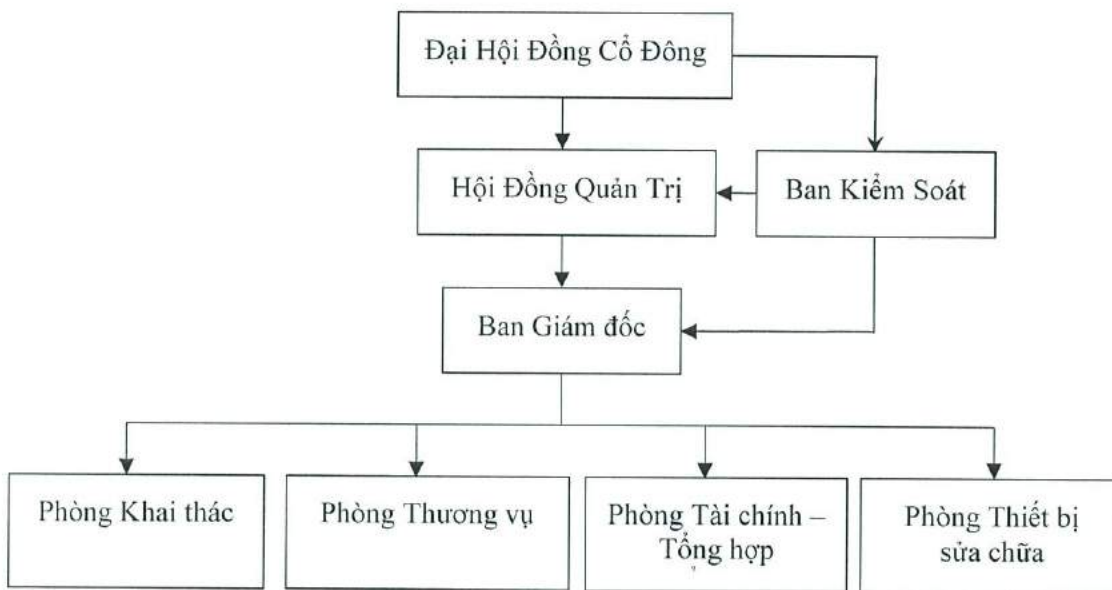 Đại Hội Đồng Cổ Đông
Hội Đồng Quản Trị
Ban Kiểm Soát
Ban Giám đốc
Phòng Khai thác
Phòng Thương vụ
Phòng Tài chính –
Tổng hợp
Phòng Thiết bị
sửa chữa